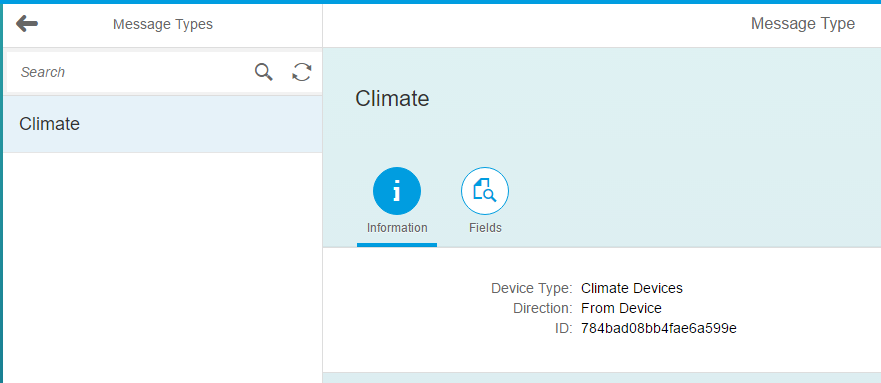 Message Types
Message Type
Search
Climate
Climate
Information
Fields
Device Type: Climate Devices
Direction: From Device
ID: 784bad08bb4fae6a599e